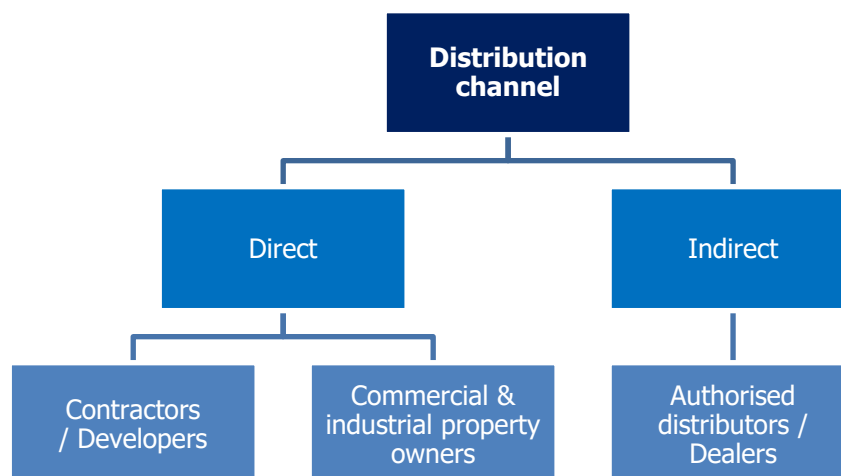 Distribution
channel
Direct
Indirect
Contractors
/ Developers
Commercial &
industrial property
owners
Authorised
distributors /
Dealers